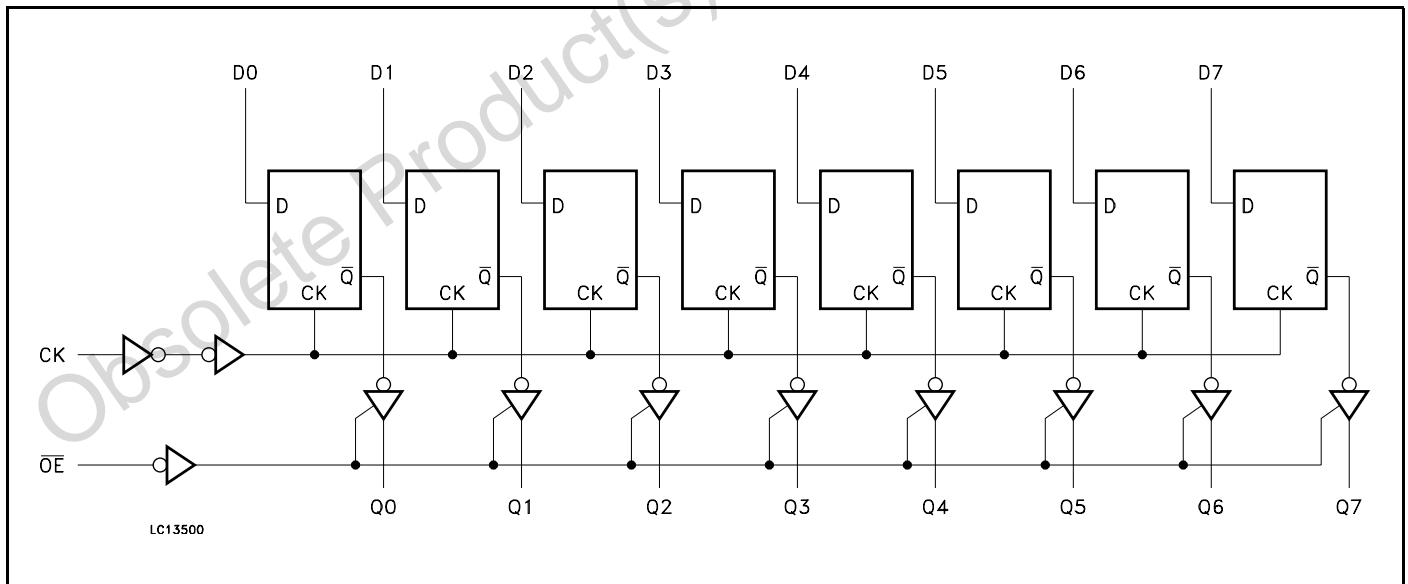 Obsolete Product(s)
D0 D1 D2 D3 D4 D5 D6 D7
D D D D D D D D
Q̅ Q̅ Q̅ Q̅ Q̅ Q̅ Q̅ Q̅
CK CK CK CK CK CK CK CK
CK
O̅E̅
Q0 Q1 Q2 Q3 Q4 Q5 Q6 Q7
LC13500